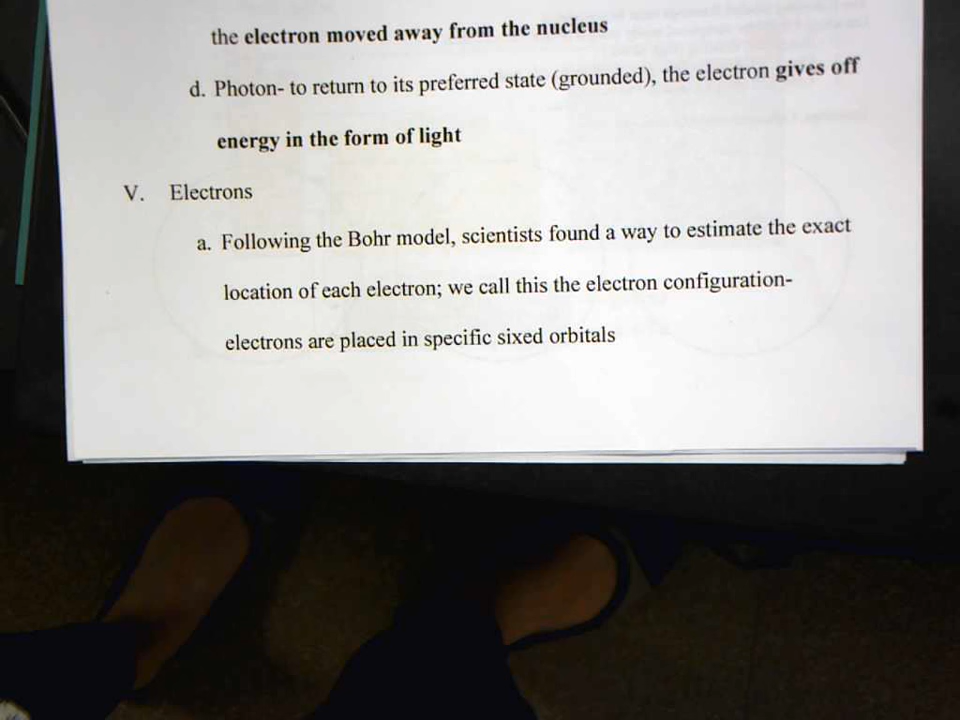 the electron moved away from the nucleus
d. Photon- to return to its preferred state (grounded), the electron gives off
energy in the form of light
V. Electrons
a. Following the Bohr model, scientists found a way to estimate the exact
location of each electron; we call this the electron configuration-
electrons are placed in specific sixed orbitals